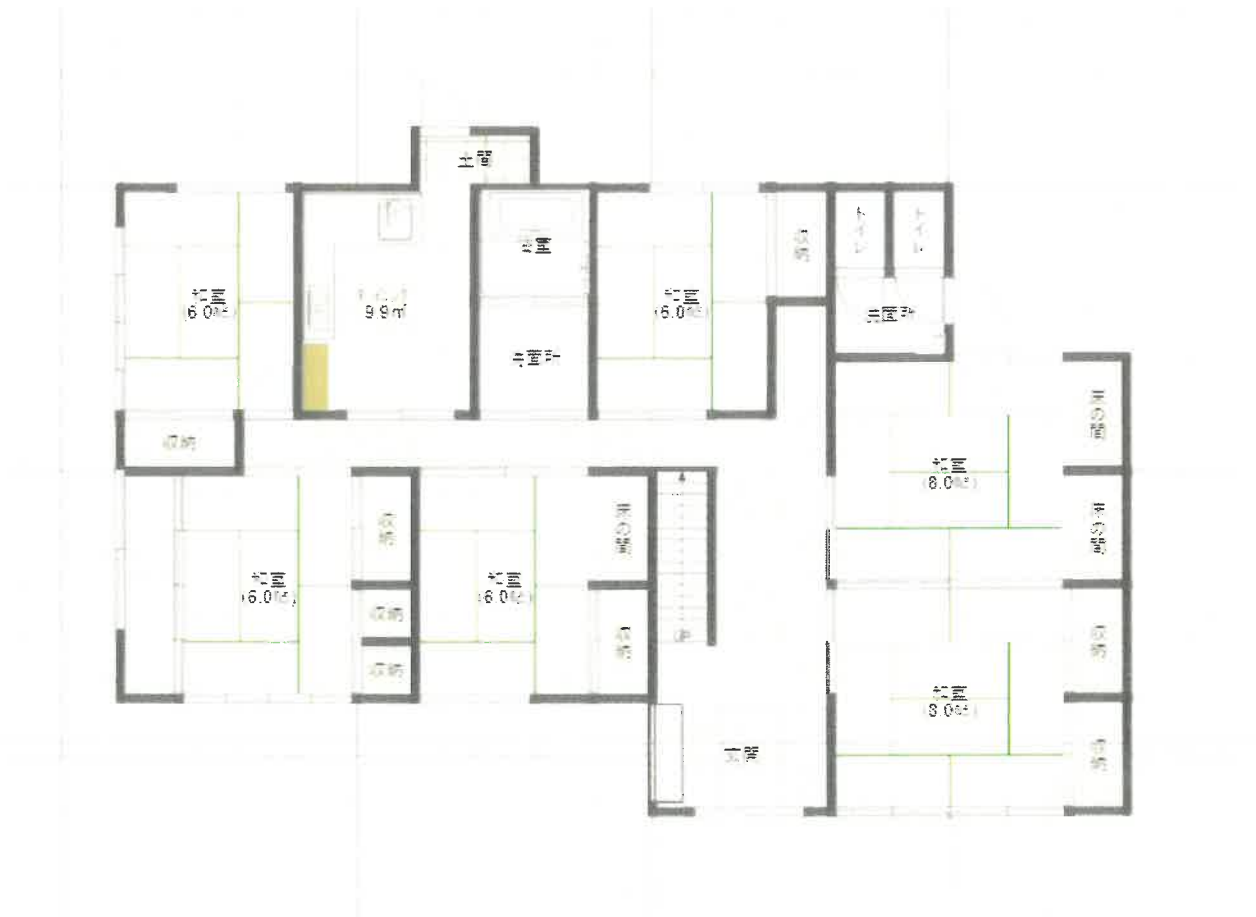 土間
浴室
洗面所
和室
(6.0帖)
9.9㎡
和室
(6.0帖)
収納
トイレ
トイレ
洗面所
収納
和室
(6.0帖)
収納
収納
収納
和室
(6.0帖)
床の間
収納
和室
(8.0帖)
床の間
床の間
和室
(8.0帖)
収納
収納
玄関